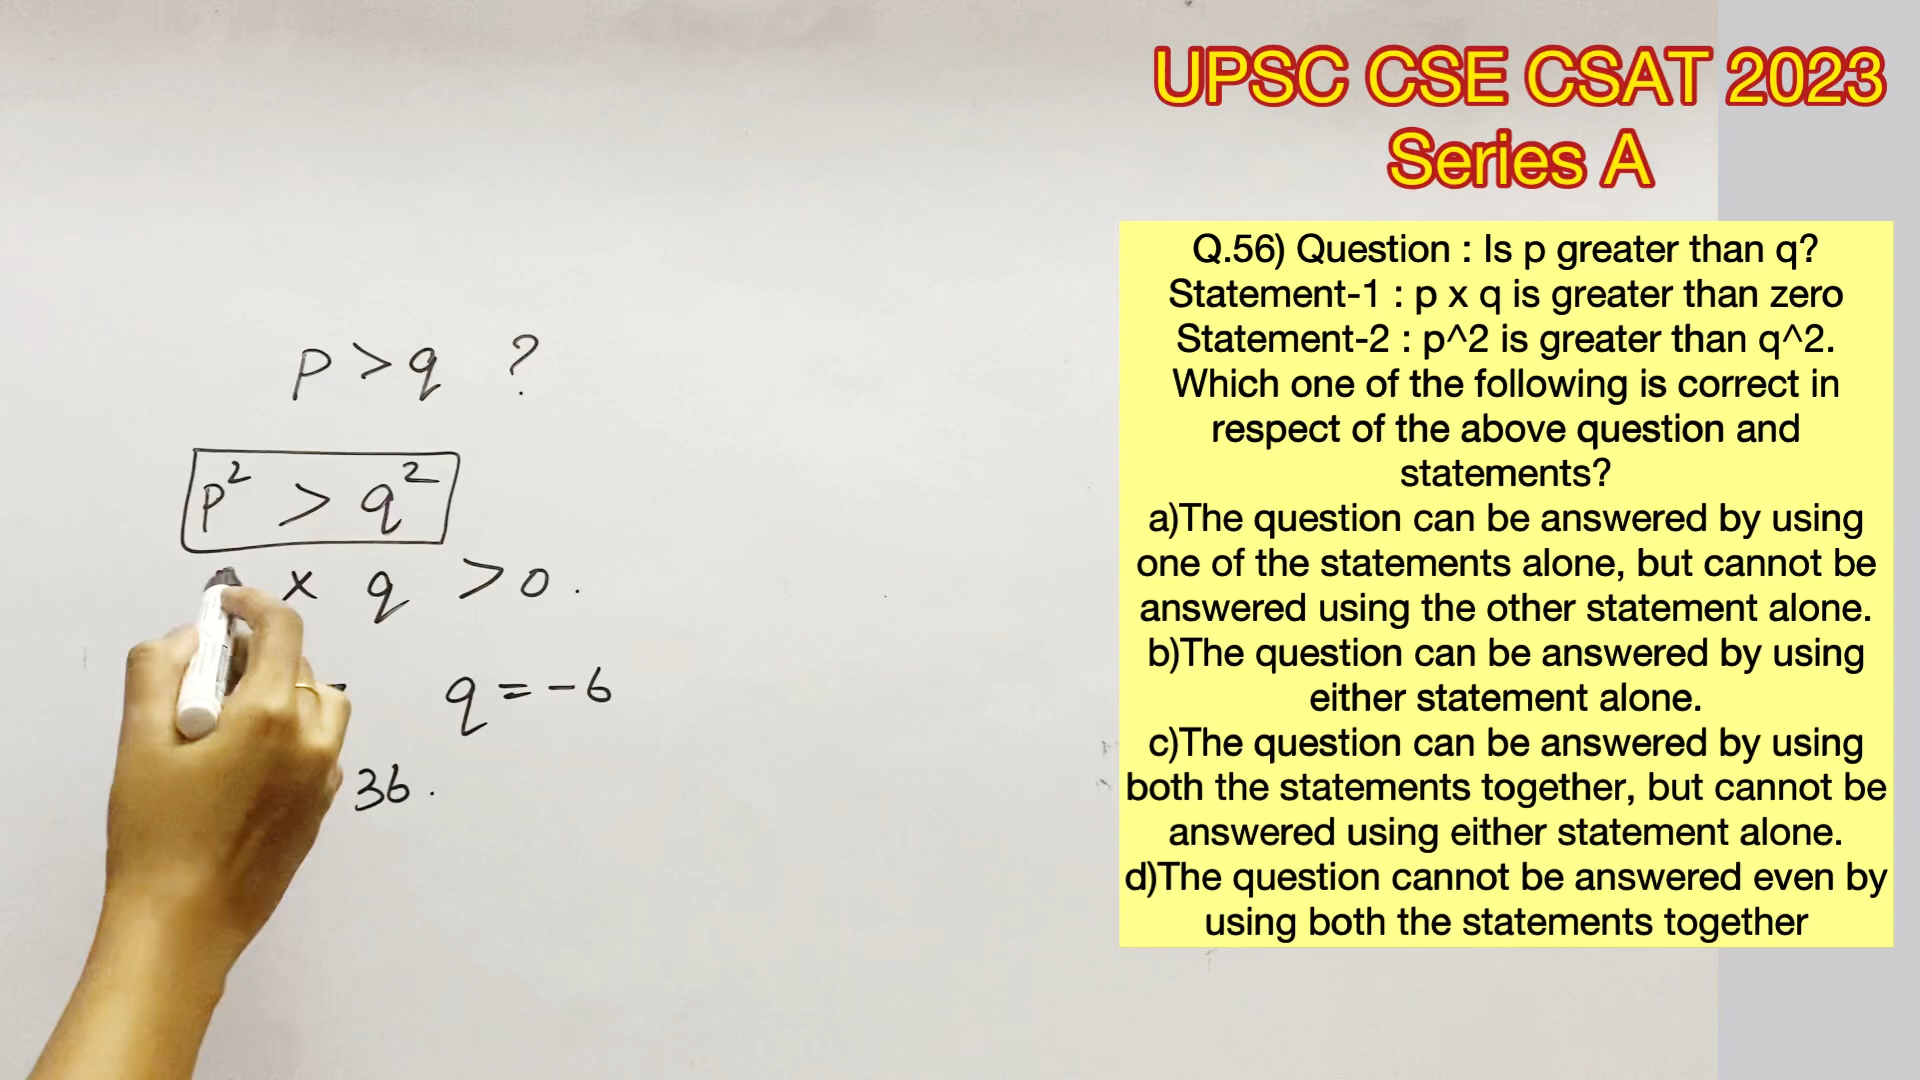 UPSC CSE CSAT 2023
Series A
Q.56) Question : Is p greater than q?
Statement-1 : p x q is greater than zero
Statement-2 : p^2 is greater than q^2.
Which one of the following is correct in
respect of the above question and
statements?
a)The question can be answered by using
one of the statements alone, but cannot be
answered using the other statement alone.
b)The question can be answered by using
either statement alone.
c)The question can be answered by using
both the statements together, but cannot be
answered using either statement alone.
d)The question cannot be answered even by
using both the statements together
p > q ?
p² > q²
x q > 0.
q = -6
36.